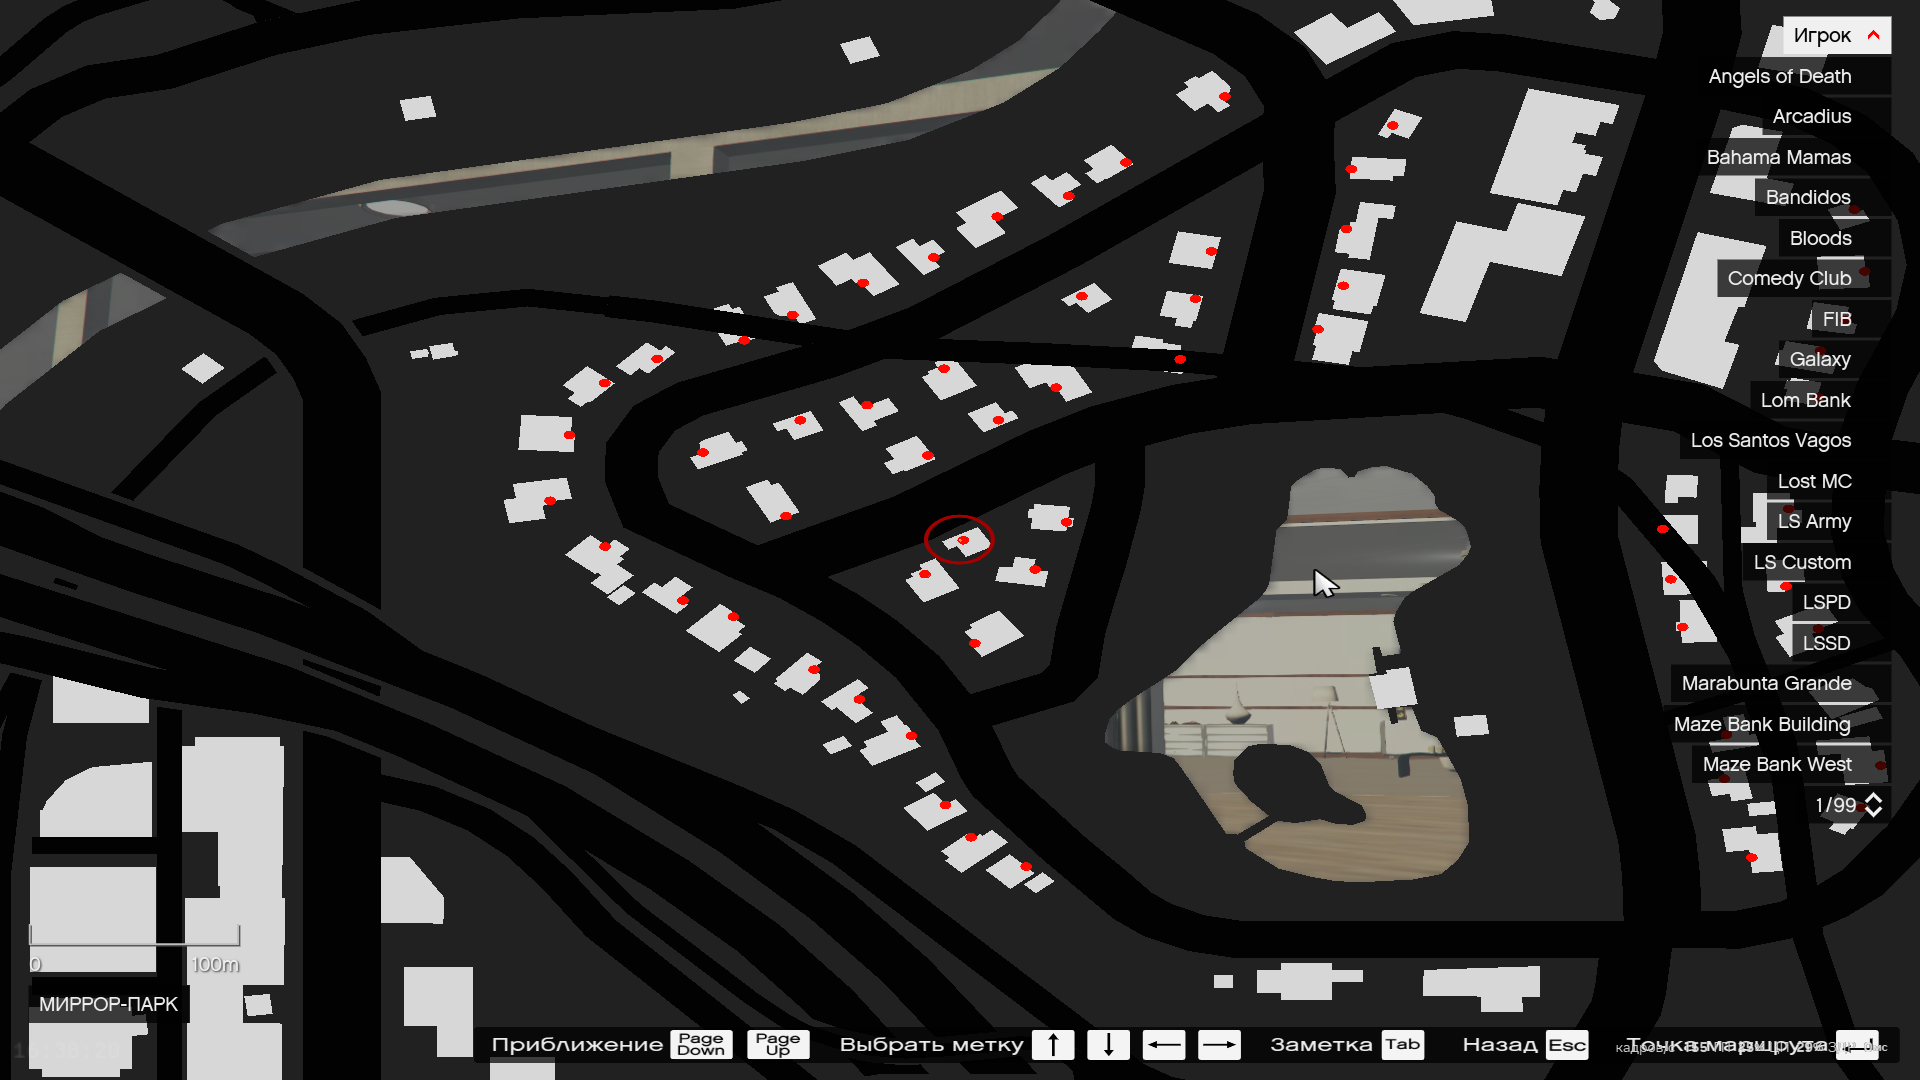 Игрок
Angels of Death
Arcadius
Bahama Mamas
Bandidos
Bloods
Comedy Club
FIB
Galaxy
Lom Bank
Los Santos Vagos
Lost MC
LS Army
LS Custom
LSPD
LSSD
Marabunta Grande
Maze Bank Building
Maze Bank West
1/99
0 100m
МИРРОР-ПАРК
Приближение Page Down Page Up Выбрать метку ↑ ↓ ← → Заметка Tab Назад Esc Точка маршрута